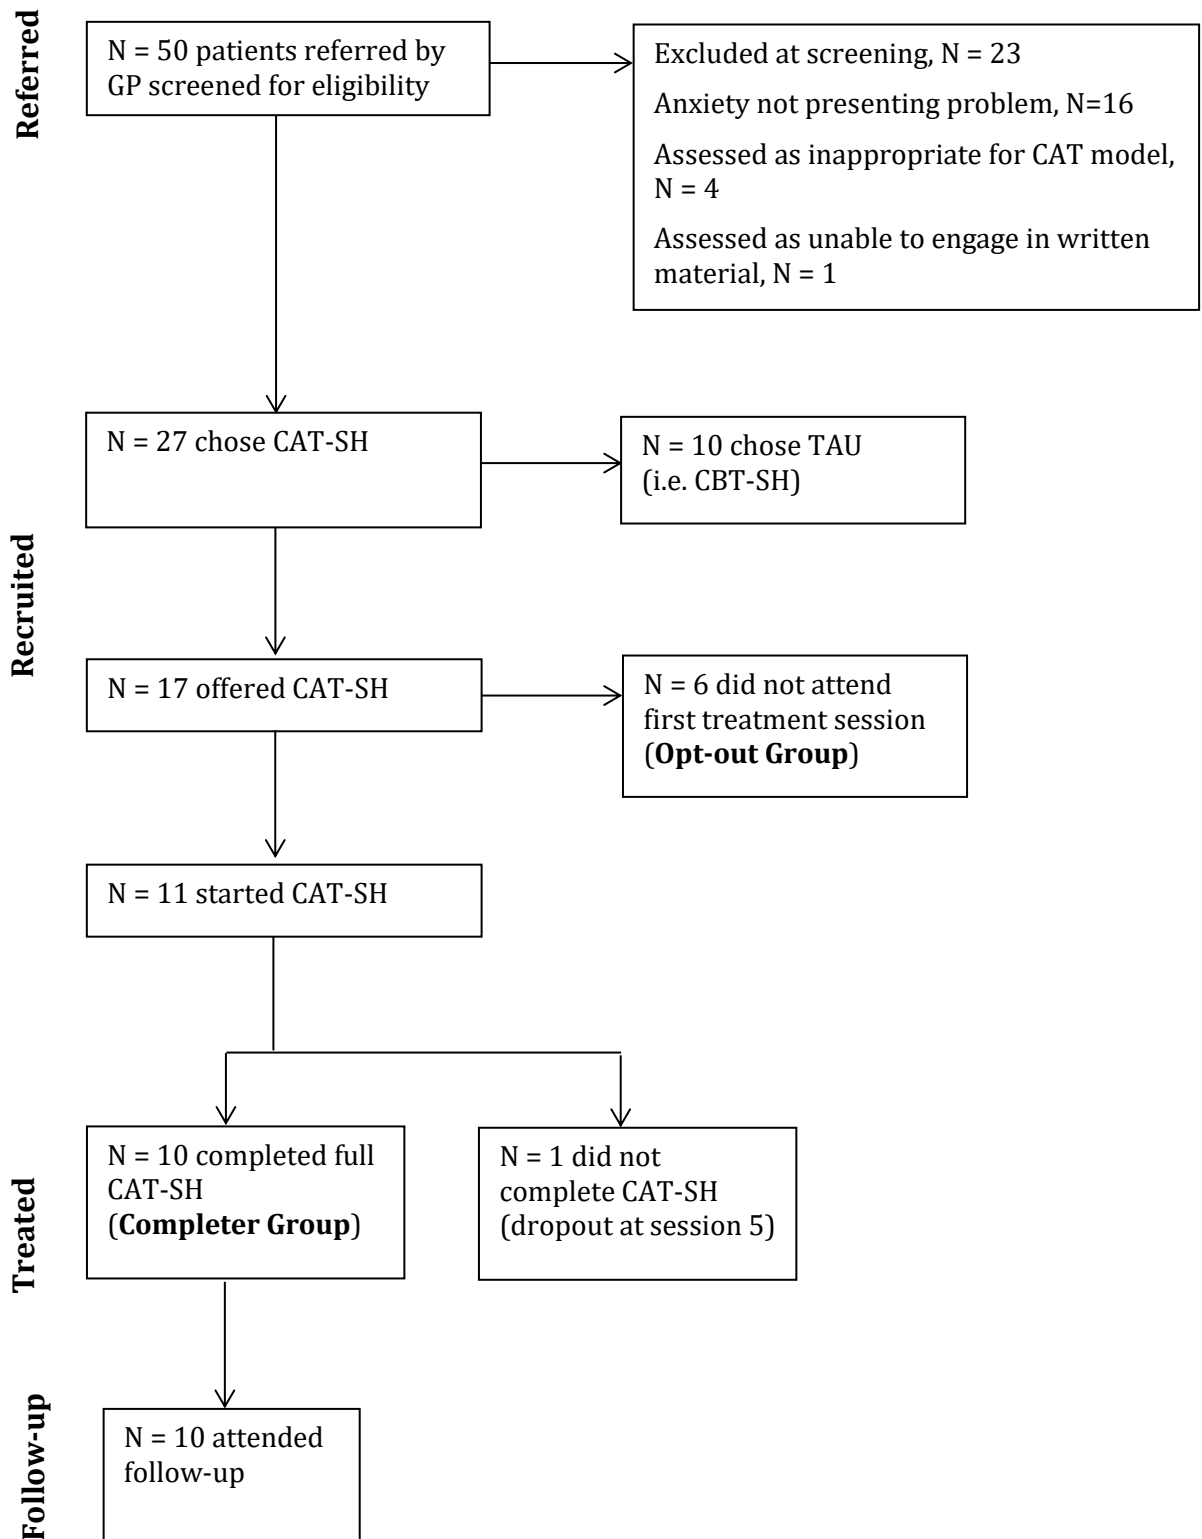 Referred
N = 50 patients referred by
GP screened for eligibility
Excluded at screening, N = 23
Anxiety not presenting problem, N=16
Assessed as inappropriate for CAT model,
N = 4
Assessed as unable to engage in written
material, N = 1
Recruited
N = 27 chose CAT-SH
N = 10 chose TAU
(i.e. CBT-SH)
N = 17 offered CAT-SH
N = 6 did not attend
first treatment session
(Opt-out Group)
N = 11 started CAT-SH
Treated
N = 10 completed full
CAT-SH
(Completer Group)
N = 1 did not
complete CAT-SH
(dropout at session 5)
Follow-up
N = 10 attended
follow-up